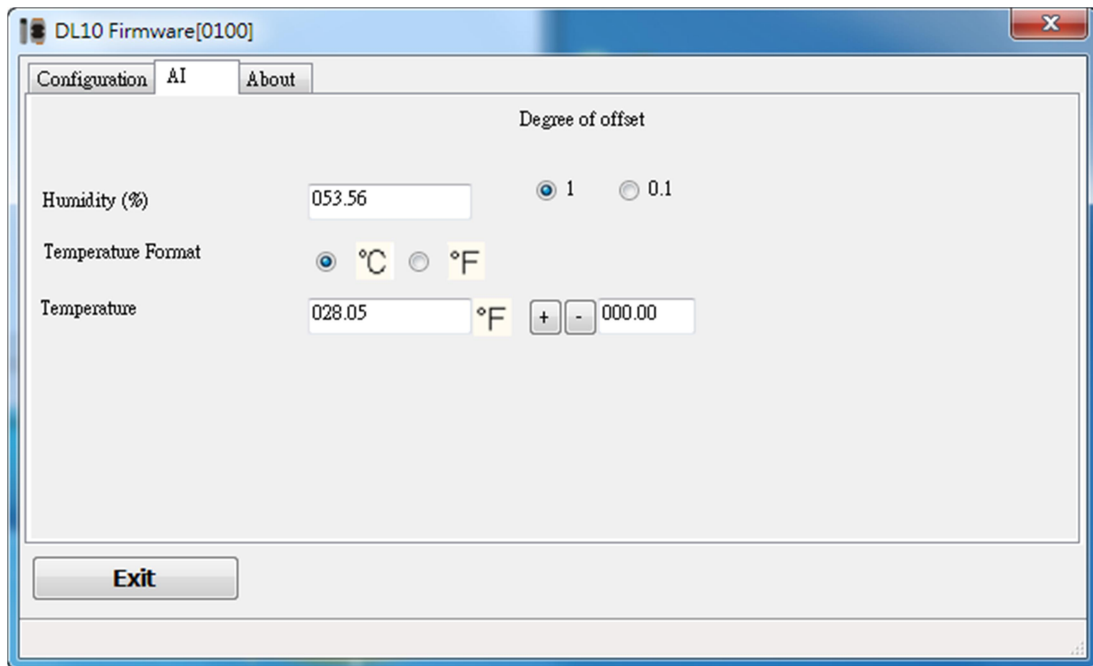 DL10 Firmware[0100]
Configuration AI About
Degree of offset
Humidity (%) 053.56 1 0.1
Temperature Format °C °F
Temperature 028.05 °F + - 000.00
Exit